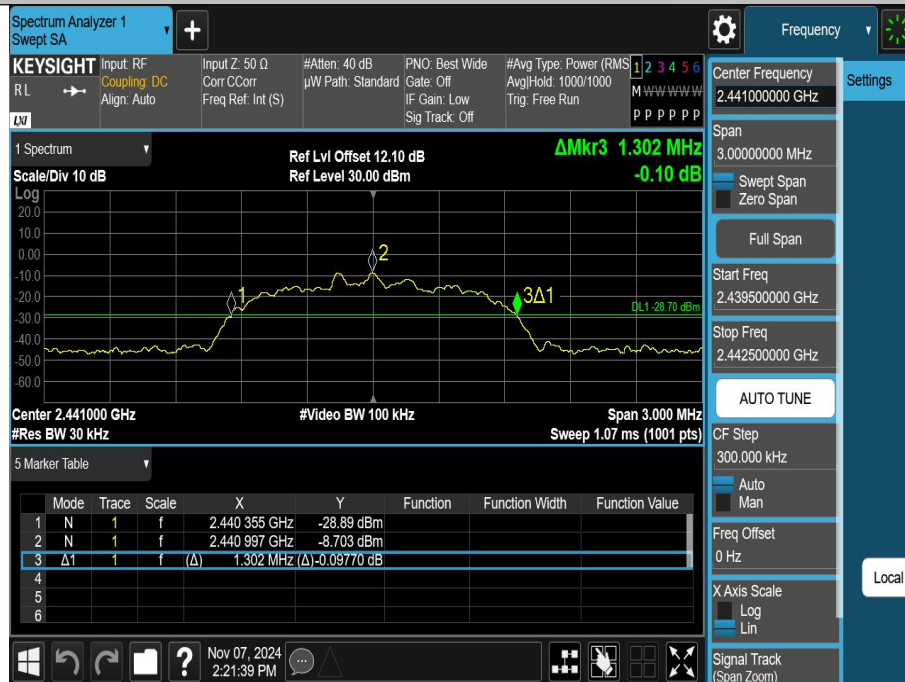 Spectrum Analyzer 1
Swept SA
+
Frequency
KEYSIGHT
RL
LXI
Input: RF
Coupling: DC
Align: Auto
Input Z: 50 Ω
Corr CCorr
Freq Ref: Int (S)
#Atten: 40 dB
µW Path: Standard
PNO: Best Wide
Gate: Off
IF Gain: Low
Sig Track: Off
#Avg Type: Power (RMS
Avg|Hold: 1000/1000
Trig: Free Run
1 2 3 4 5 6
M W W W W W
P P P P P P
1 Spectrum
Scale/Div 10 dB
Ref Lvl Offset 12.10 dB
Ref Level 30.00 dBm
ΔMkr3 1.302 MHz
-0.10 dB
Log
20.0
10.0
0.00
-10.0
-20.0
-30.0
-40.0
-50.0
-60.0
1
2
3Δ1
DL1 -28.70 dBm
Center 2.441000 GHz
#Video BW 100 kHz
Span 3.000 MHz
#Res BW 30 kHz
Sweep 1.07 ms (1001 pts)
5 Marker Table
Mode Trace Scale X Y Function Function Width Function Value
1 N 1 f 2.440 355 GHz -28.89 dBm
2 N 1 f 2.440 997 GHz -8.703 dBm
3 Δ1 1 f (Δ) 1.302 MHz (Δ) -0.09770 dB
4
5
6
?
Nov 07, 2024
2:21:39 PM
Center Frequency
2.441000000 GHz
Settings
Span
3.00000000 MHz
Swept Span
Zero Span
Full Span
Start Freq
2.439500000 GHz
Stop Freq
2.442500000 GHz
AUTO TUNE
CF Step
300.000 kHz
Auto
Man
Freq Offset
0 Hz
Local
X Axis Scale
Log
Lin
Signal Track
(Span Zoom)